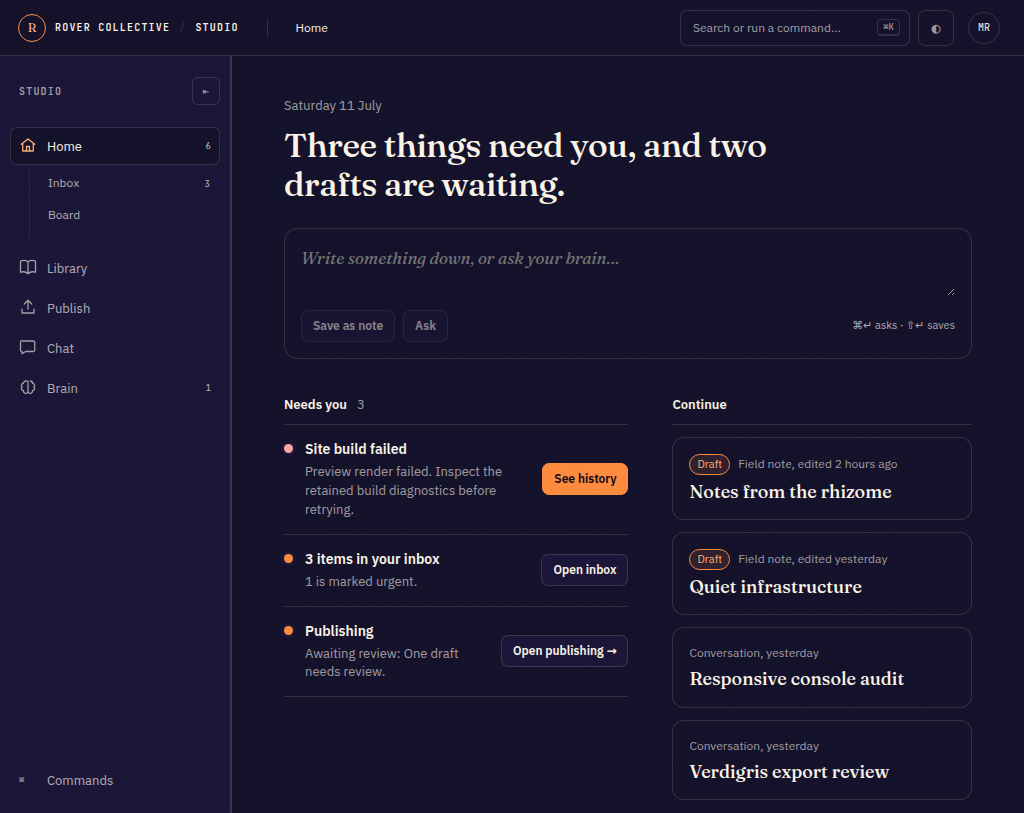 R ROVER COLLECTIVE / STUDIO Home Search or run a command... ⌘K ◐ MR
STUDIO ⇤
Home 6
Inbox 3
Board
Library
Publish
Chat
Brain 1
⌘ Commands
Saturday 11 July
Three things need you, and two
drafts are waiting.
Write something down, or ask your brain...
Save as note Ask ⌘↵ asks · ⇧↵ saves
Needs you 3
Site build failed
Preview render failed. Inspect the
retained build diagnostics before
retrying.
See history
3 items in your inbox
1 is marked urgent.
Open inbox
Publishing
Awaiting review: One draft
needs review.
Open publishing →
Continue
Draft Field note, edited 2 hours ago
Notes from the rhizome
Draft Field note, edited yesterday
Quiet infrastructure
Conversation, yesterday
Responsive console audit
Conversation, yesterday
Verdigris export review